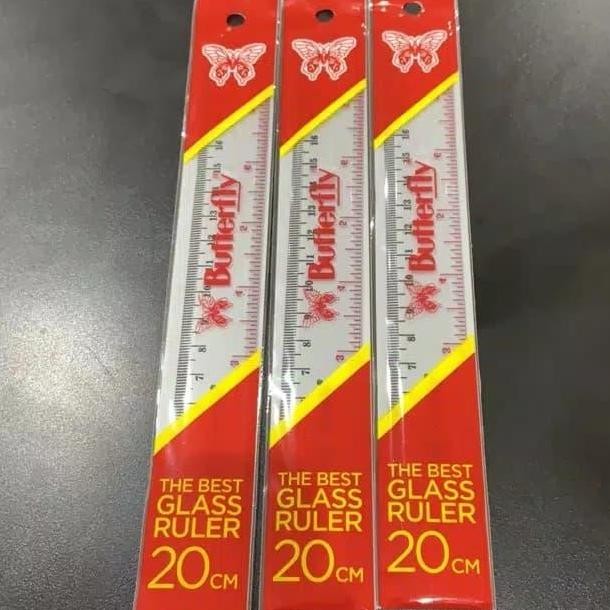 Butterfly
THE BEST
GLASS
RULER
20CM
Butterfly
THE BEST
GLASS
RULER
20CM
Butterfly
THE BEST
GLASS
RULER
20CM